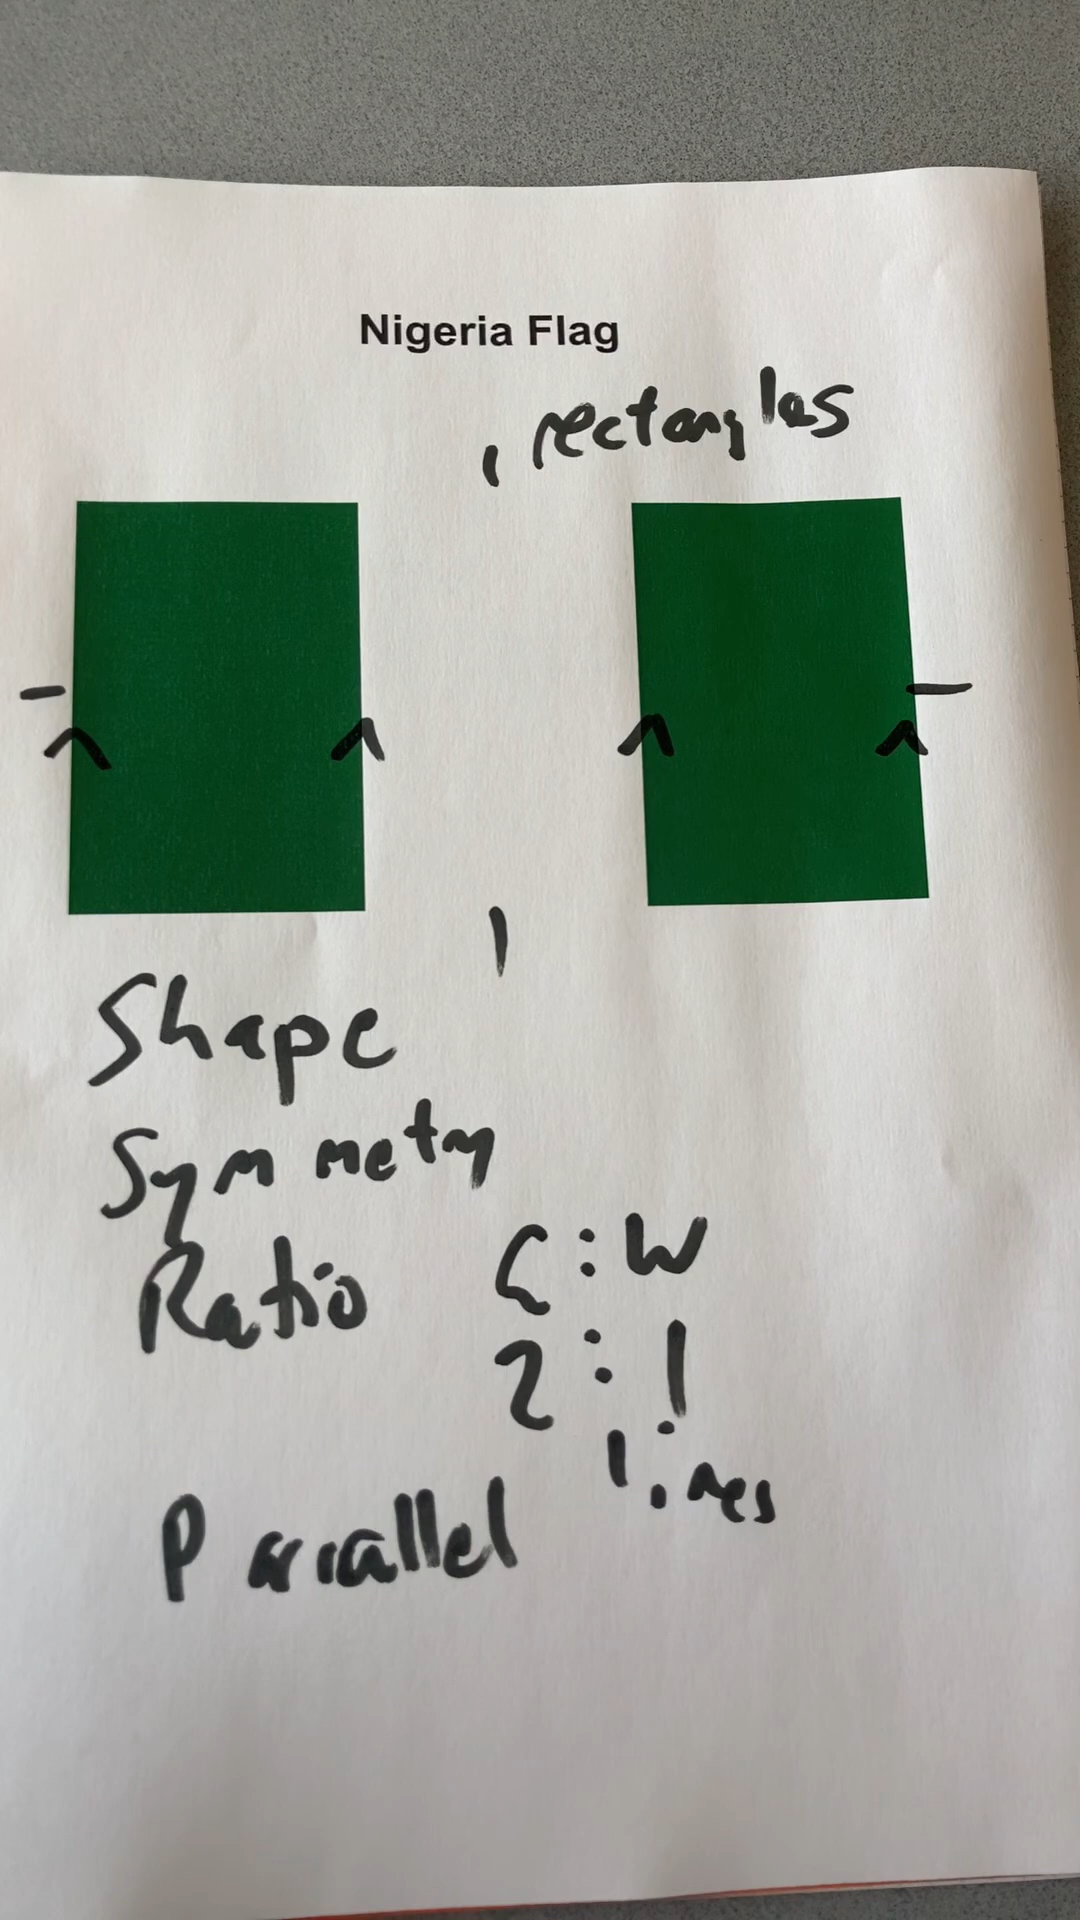 Nigeria Flag
rectangles
Shape
Symmetry
Ratio G:W
2:1
Parallel lines